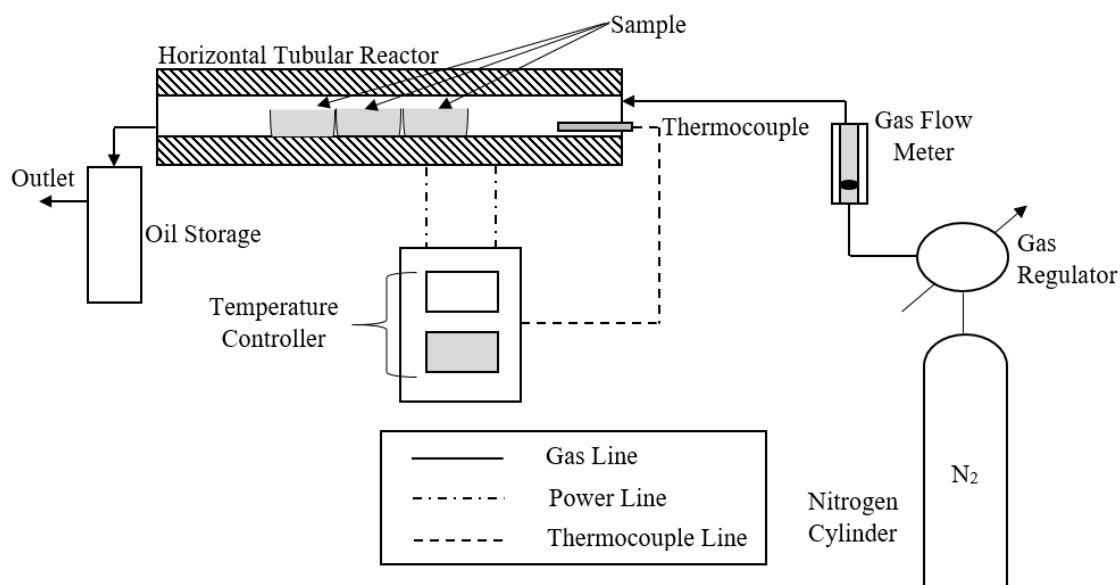 Sample
Horizontal Tubular Reactor
Thermocouple
Gas Flow
Meter
Outlet
Oil Storage
Gas
Regulator
Temperature
Controller
Gas Line
Power Line
Thermocouple Line
N₂
Nitrogen
Cylinder